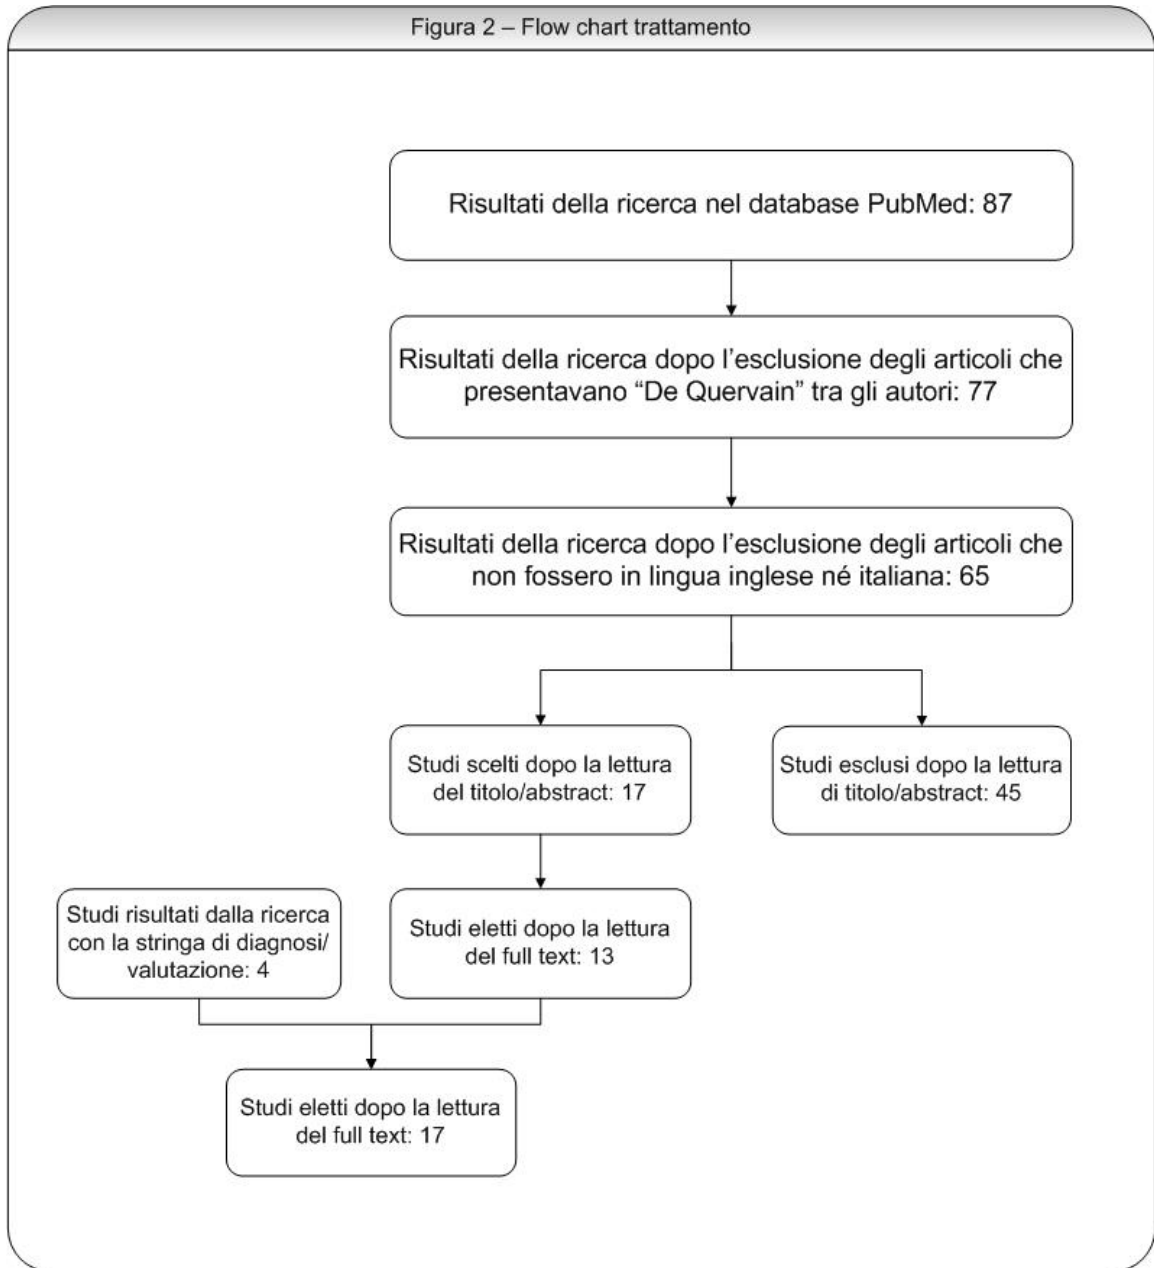 Figura 2 – Flow chart trattamento
Risultati della ricerca nel database PubMed: 87
Risultati della ricerca dopo l’esclusione degli articoli che
presentavano “De Quervain” tra gli autori: 77
Risultati della ricerca dopo l’esclusione degli articoli che
non fossero in lingua inglese né italiana: 65
Studi scelti dopo la lettura
del titolo/abstract: 17
Studi esclusi dopo la lettura
di titolo/abstract: 45
Studi risultati dalla ricerca
con la stringa di diagnosi/
valutazione: 4
Studi eletti dopo la lettura
del full text: 13
Studi eletti dopo la lettura
del full text: 17